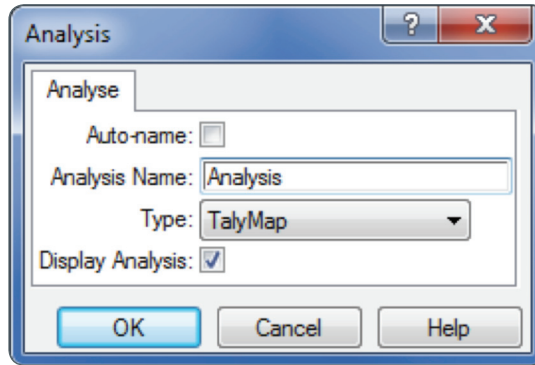 Analysis
?
X
Analyse
Auto-name:
Analysis Name: Analysis
Type: TalyMap
Display Analysis:
OK Cancel Help